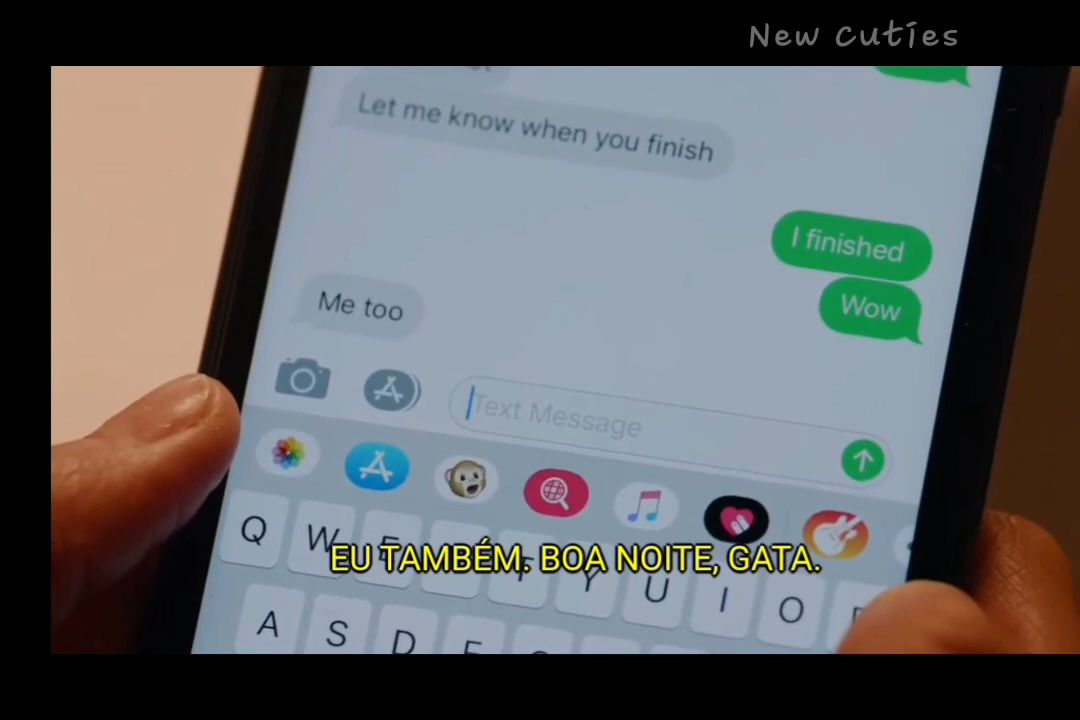 New Cuties
Let me know when you finish
I finished
Wow
Me too
Text Message
Q W U I O
EU TAMBÉM. BOA NOITE, GATA.
A S D